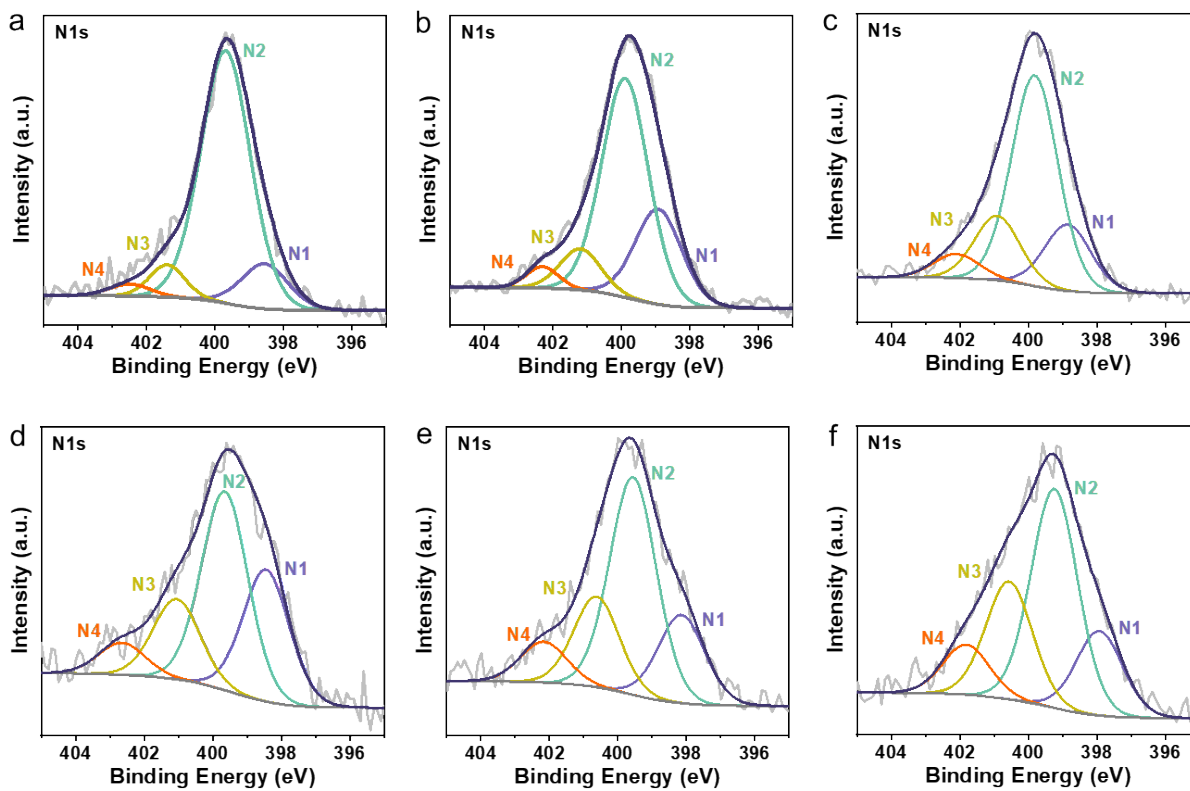 a
N1s
N2
N3
N4
N1
Intensity (a.u.)
404 402 400 398 396
Binding Energy (eV)
b
N1s
N2
N3
N4
N1
Intensity (a.u.)
404 402 400 398 396
Binding Energy (eV)
c
N1s
N2
N3
N4
N1
Intensity (a.u.)
404 402 400 398 396
Binding Energy (eV)
d
N1s
N2
N1
N3
N4
Intensity (a.u.)
404 402 400 398 396
Binding Energy (eV)
e
N1s
N2
N3
N1
N4
Intensity (a.u.)
404 402 400 398 396
Binding Energy (eV)
f
N1s
N2
N3
N1
N4
Intensity (a.u.)
404 402 400 398 396
Binding Energy (eV)